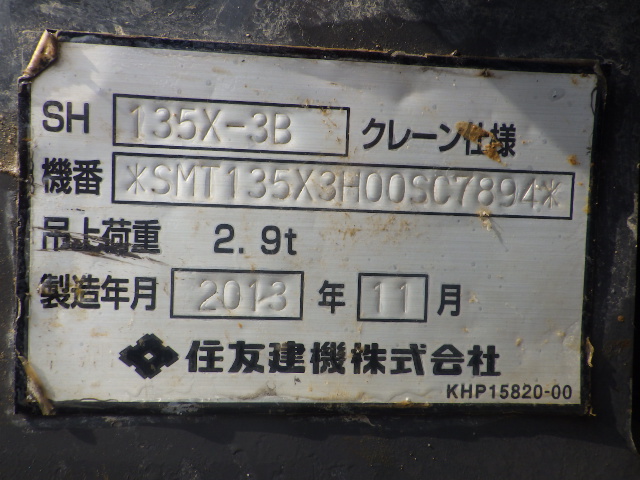 SH 135X-3B クレーン仕様
機番 *SMT135X3H00SC7894*
吊上荷重 2.9t
製造年月 2013 年 11 月
住友建機株式会社
KHP15820-00